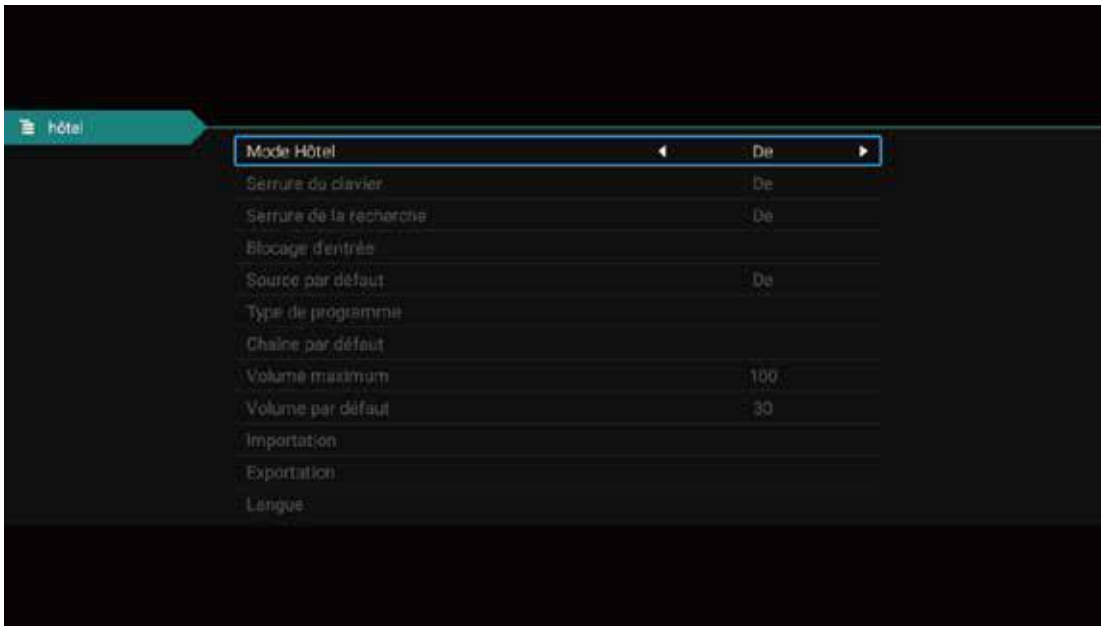 hôtel
Mode Hôtel De
Serrure du clavier De
Serrure de la recherche De
Blocage d'entrée
Source par défaut De
Type de programme
Chaîne par défaut
Volume maximum 100
Volume par défaut 30
Importation
Exportation
Langue